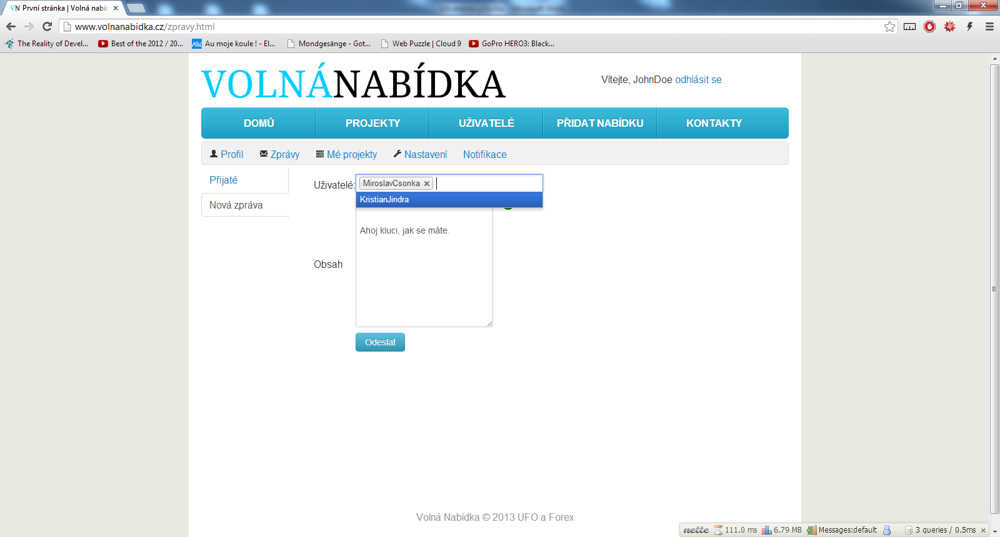 VN První stránka | Volná nabíd
www.volnanabidka.cz/zpravy.html
The Reality of Devel... Best of the 2012 / 20... Au moje koule ! - El... Mondgesänge - Got... Web Puzzle | Cloud 9 GoPro HERO3: Black...
VOLNÁNABÍDKA
Vítejte, JohnDoe odhlásit se
DOMŮ PROJEKTY UŽIVATELÉ PŘIDAT NABÍDKU KONTAKTY
Profil Zprávy Mé projekty Nastavení Notifikace
Přijaté
Nová zpráva
Uživatelé: MiroslavCsonka
KristianJindra
Ahoj kluci, jak se máte.
Obsah
Odeslat
Volná Nabídka © 2013 UFO a Forex
nette 111.0 ms 6.79 MB Messages:default 3 queries / 0.5ms ×